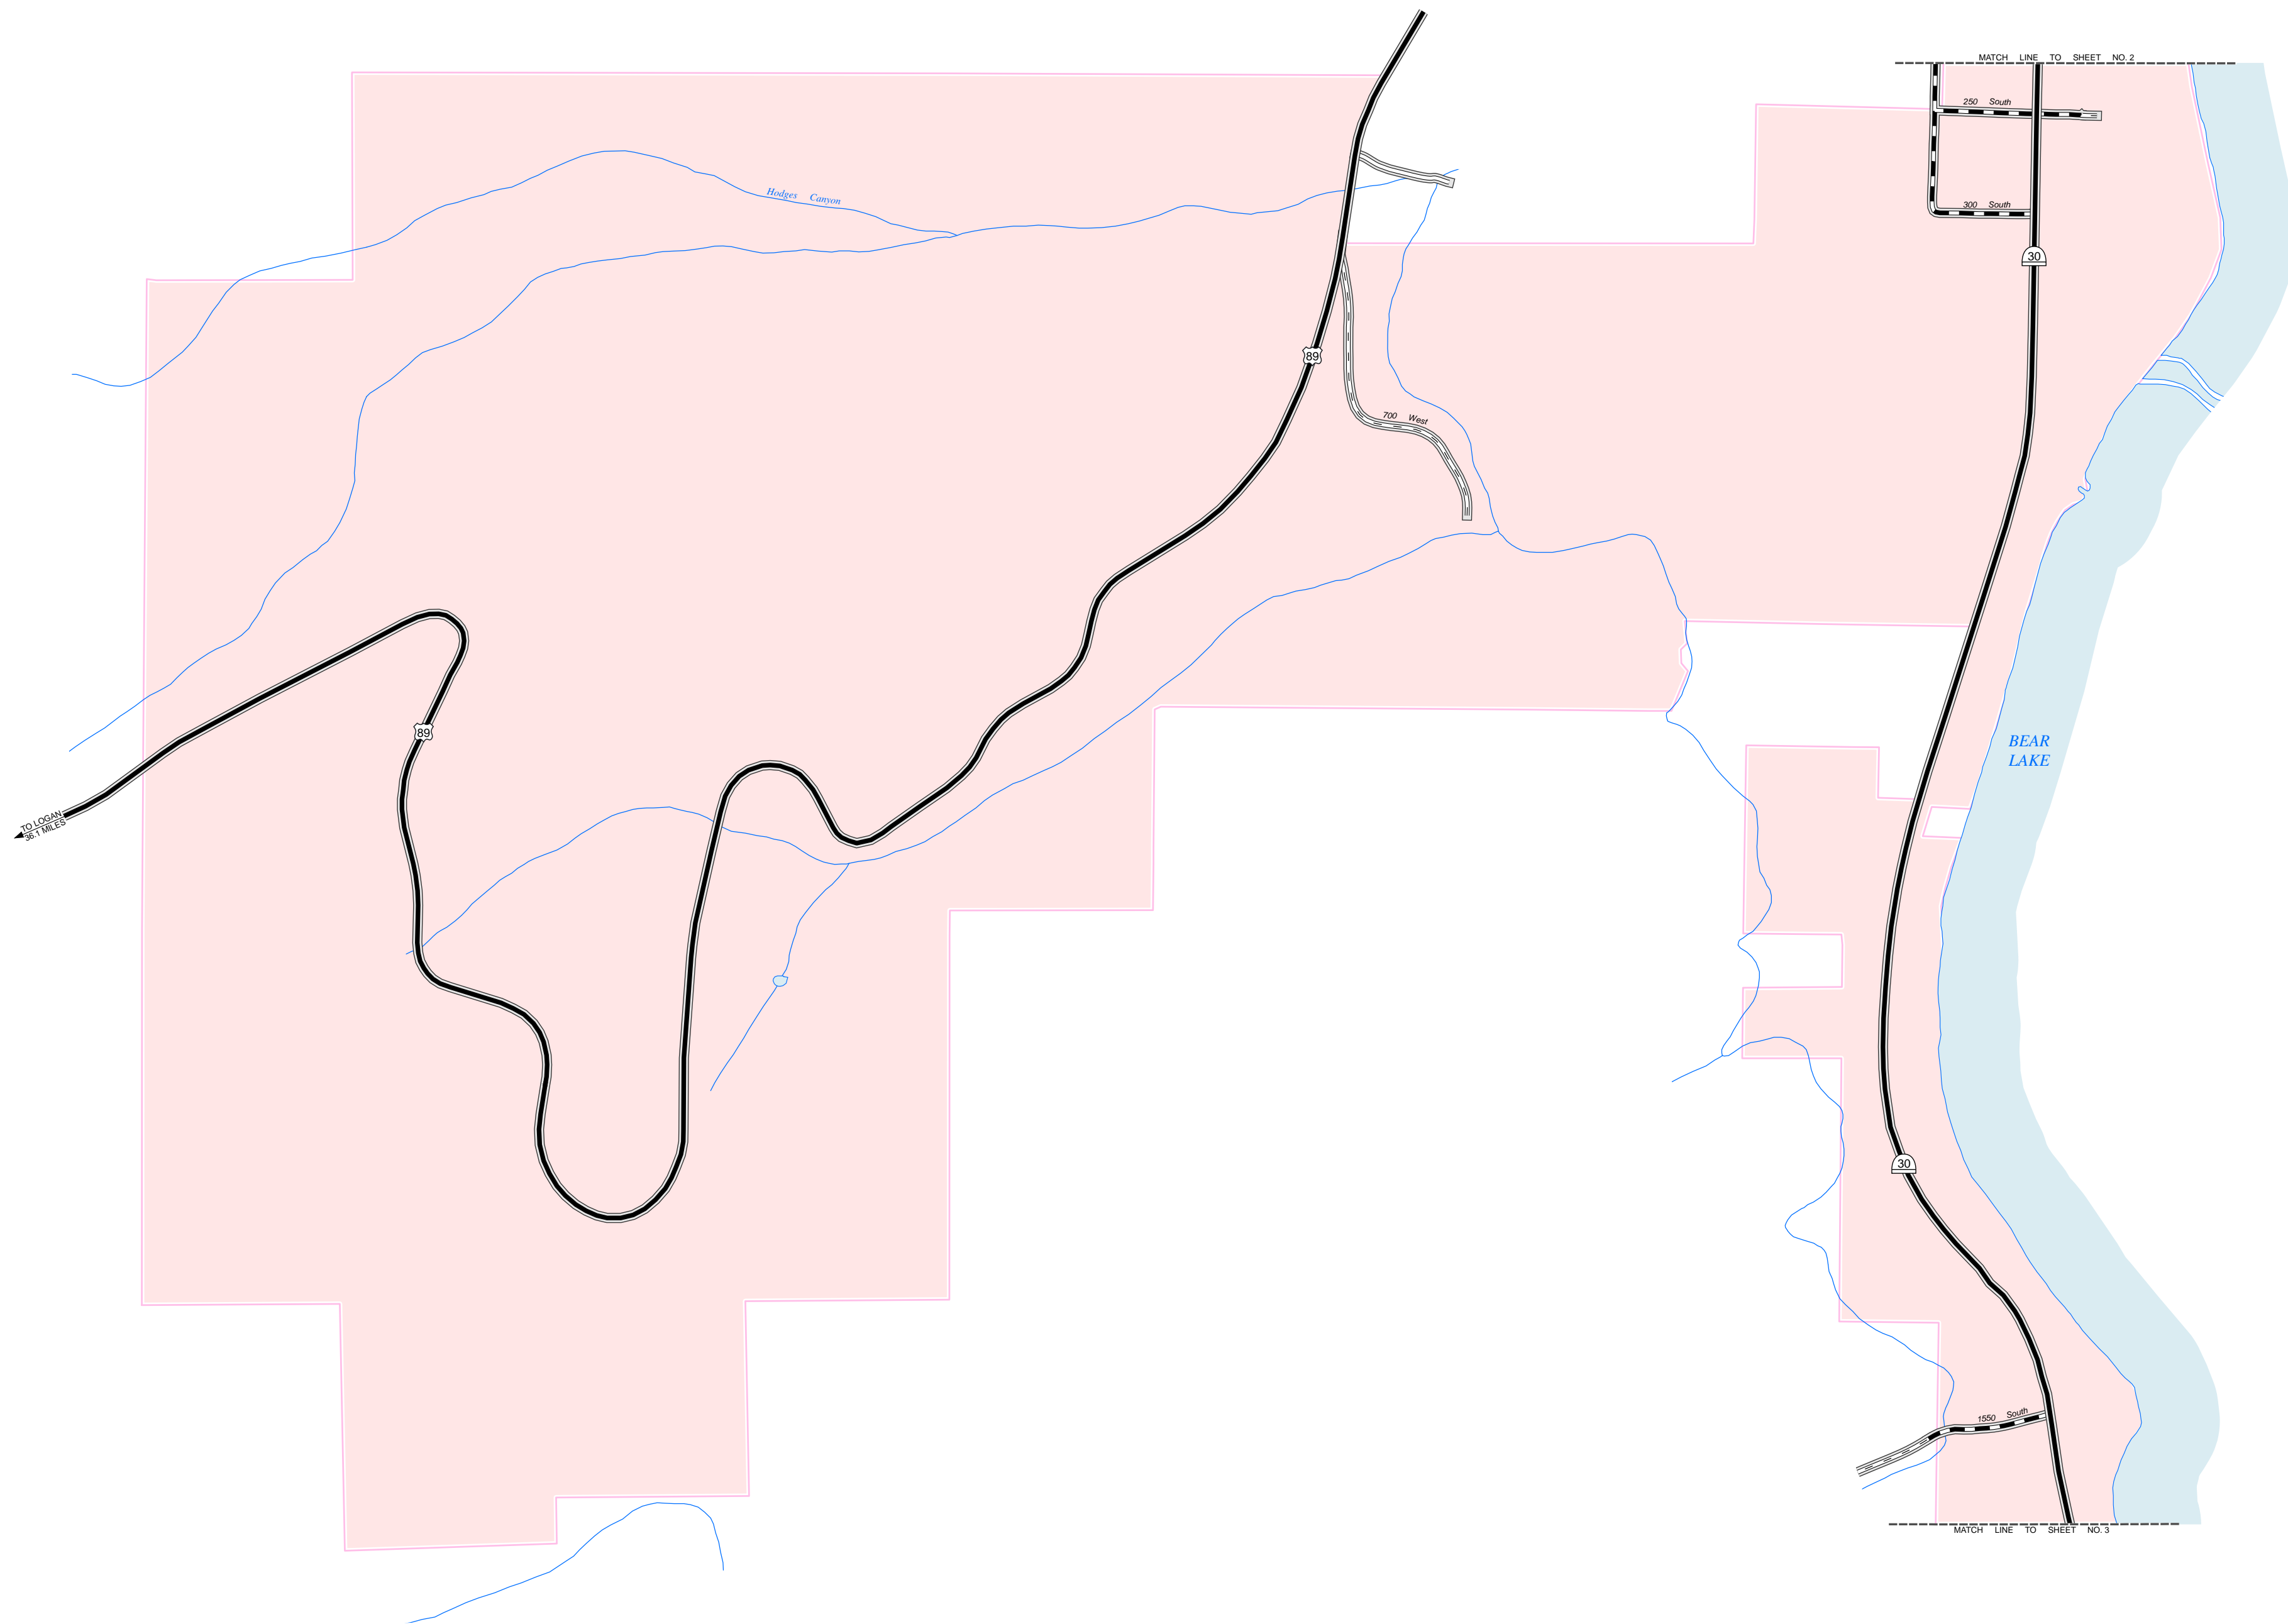 MATCH LINE TO SHEET NO. 2
250 South
Hodges Canyon
300 South
30
89
700 West
89
BEAR
LAKE
TO LOGAN
36.1 MILES
30
1550 South
MATCH LINE TO SHEET NO. 3